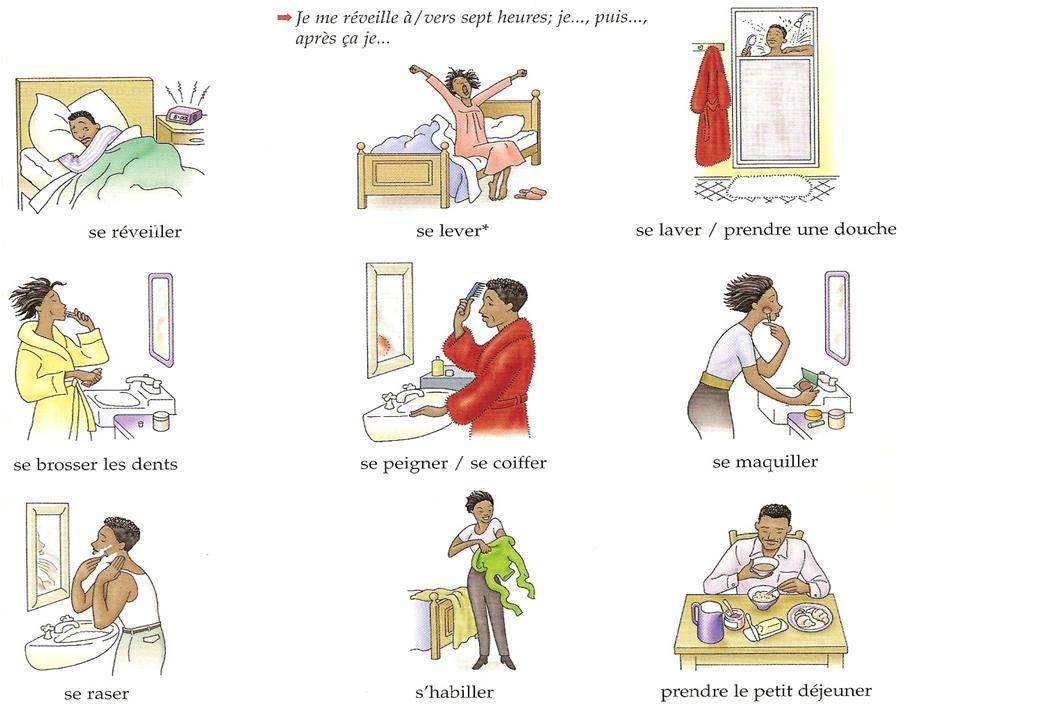 ➡ Je me réveille à/vers sept heures; je..., puis...,
après ça je...
se réveiller
se lever*
se laver / prendre une douche
se brosser les dents
se peigner / se coiffer
se maquiller
se raser
s'habiller
prendre le petit déjeuner